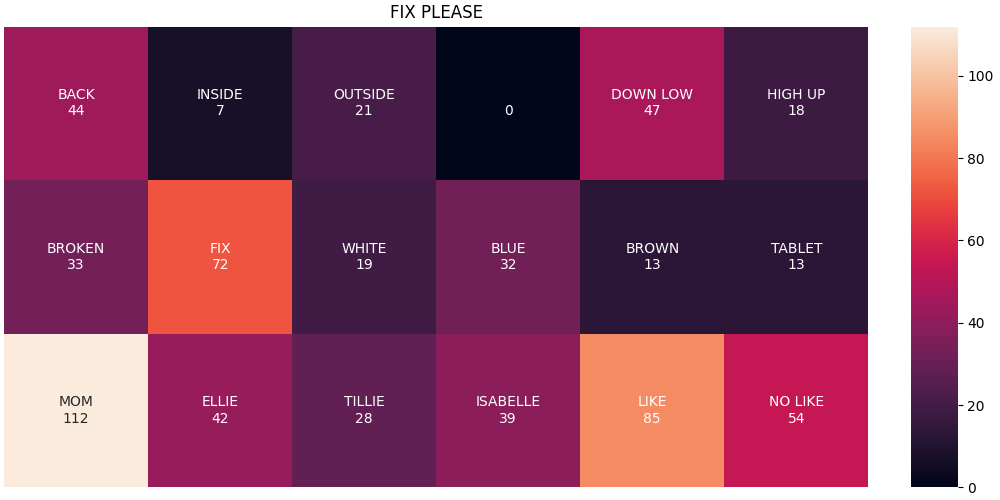 FIX PLEASE
BACK INSIDE OUTSIDE DOWN LOW HIGH UP
44 7 21 0 47 18
BROKEN FIX WHITE BLUE BROWN TABLET
33 72 19 32 13 13
MOM ELLIE TILLIE ISABELLE LIKE NO LIKE
112 42 28 39 85 54
100
80
60
40
20
0